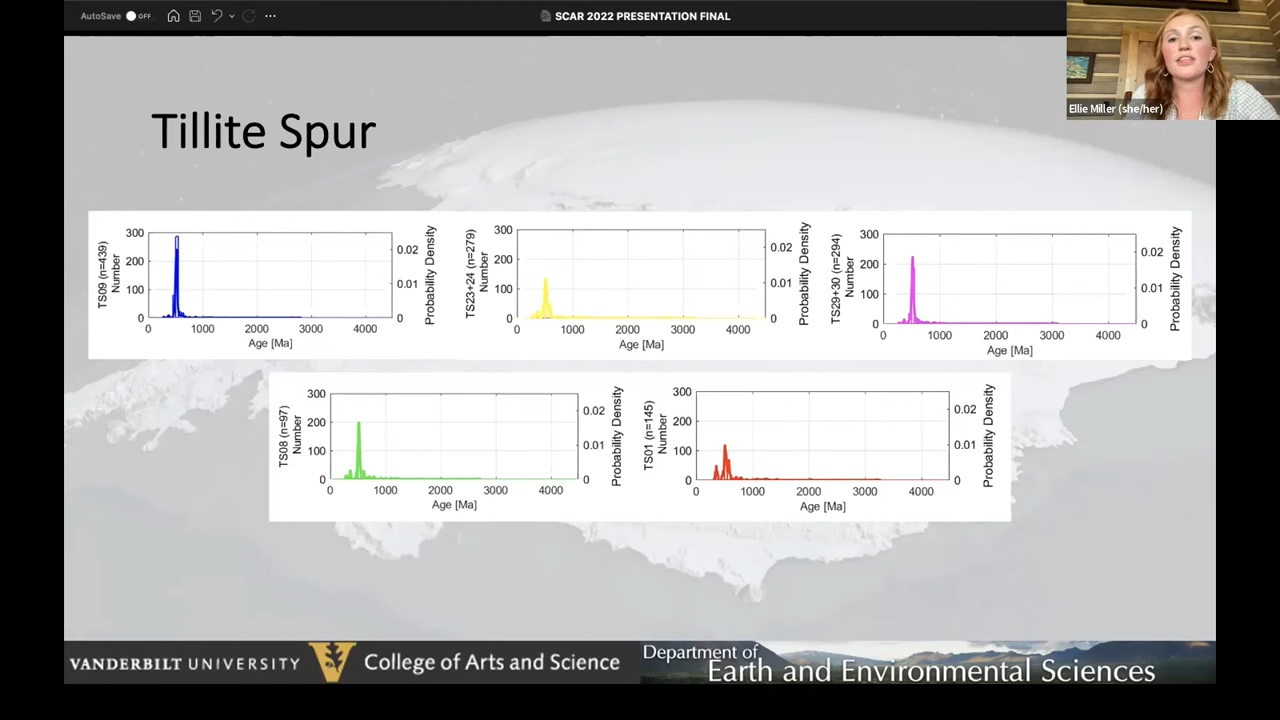 AutoSave OFF
SCAR 2022 PRESENTATION FINAL
Ellie Miller (she/her)
Tillite Spur
TS09 (n=439)
Number
300
200
100
0
0.02
0.01
0
Probability Density
0 1000 2000 3000 4000
Age [Ma]
TS23+24 (n=279)
Number
300
200
100
0
0.02
0.01
0
Probability Density
0 1000 2000 3000 4000
Age [Ma]
TS29+30 (n=294)
Number
300
200
100
0
0.02
0.01
0
Probability Density
0 1000 2000 3000 4000
Age [Ma]
TS08 (n=97)
Number
300
200
100
0
0.02
0.01
0
Probability Density
0 1000 2000 3000 4000
Age [Ma]
TS01 (n=145)
Number
300
200
100
0
0.02
0.01
0
Probability Density
0 1000 2000 3000 4000
Age [Ma]
VANDERBILT UNIVERSITY
College of Arts and Science
Department of
Earth and Environmental Sciences